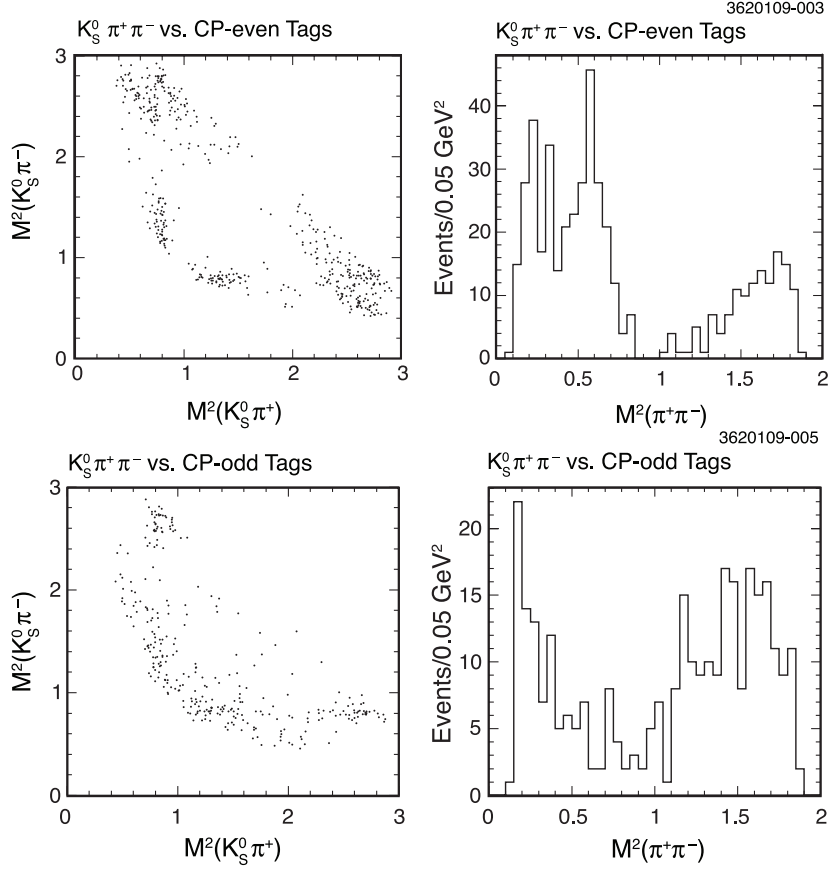 3620109-003
K⁰S π⁺π⁻ vs. CP-even Tags
K⁰S π⁺π⁻ vs. CP-even Tags
3
2
1
0
M²(K⁰S π⁻)
0 1 2 3
M²(K⁰S π⁺)
40
30
20
10
0
Events/0.05 GeV²
0 0.5 1 1.5 2
M²(π⁺π⁻)
3620109-005
K⁰S π⁺π⁻ vs. CP-odd Tags
K⁰S π⁺π⁻ vs. CP-odd Tags
3
2
1
0
M²(K⁰S π⁻)
0 1 2 3
M²(K⁰S π⁺)
20
15
10
5
0
Events/0.05 GeV²
0 0.5 1 1.5 2
M²(π⁺π⁻)